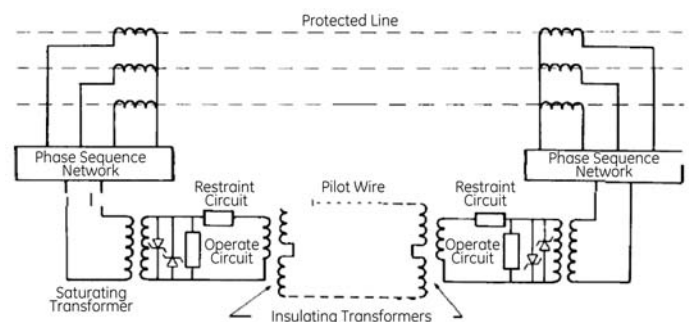 Protected Line
Phase Sequence
Network
Phase Sequence
Network
Restraint
Circuit
Pilot Wire
Restraint
Circuit
Operate
Circuit
Operate
Circuit
Saturating
Transformer
Insulating Transformers